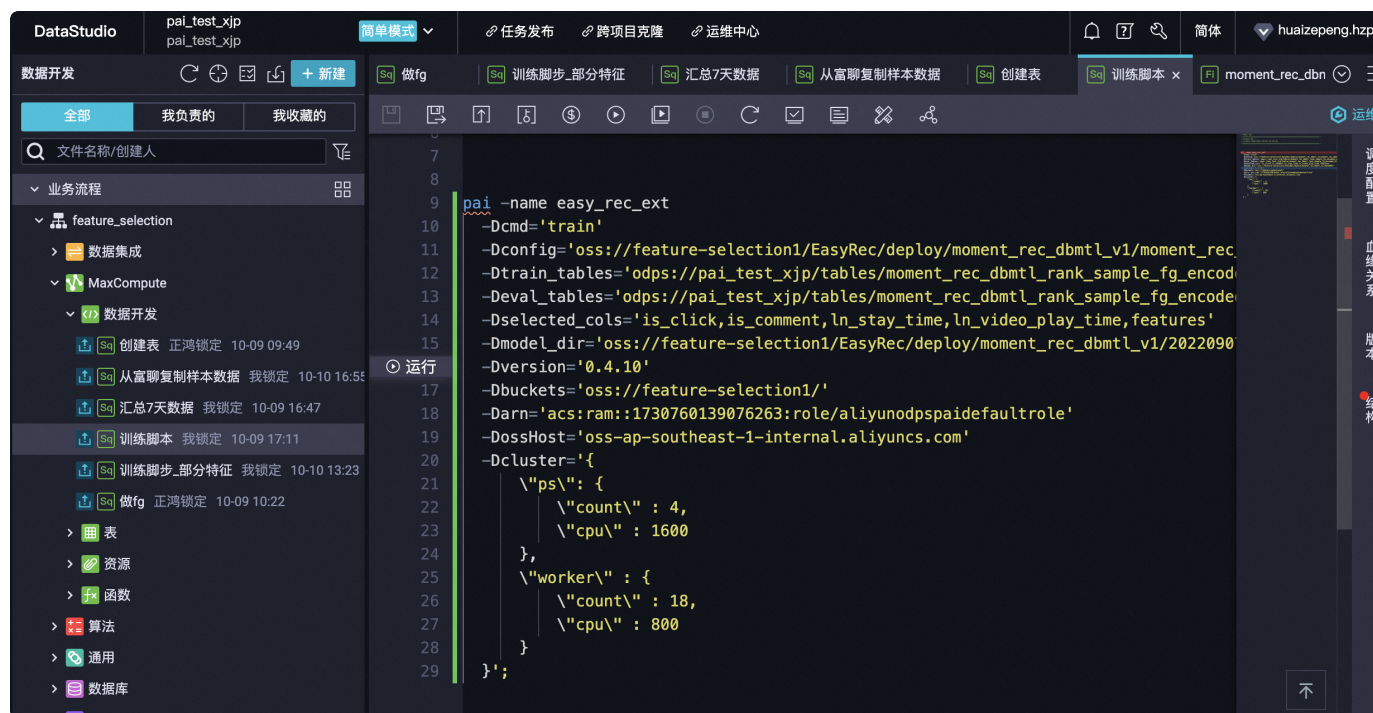 DataStudio
pai_test_xjp
pai_test_xjp
简单模式
任务发布
跨项目克隆
运维中心
简体
huaizepeng.hzp
数据开发
+ 新建
Sq 做fg
Sq 训练脚步_部分特征
Sq 汇总7天数据
Sq 从富聊复制样本数据
Sq 创建表
Sq 训练脚本 ×
Fi moment_rec_dbn
全部
我负责的
我收藏的
文件名称/创建人
业务流程
feature_selection
数据集成
MaxCompute
数据开发
Sq 创建表 正鸿锁定 10-09 09:49
Sq 从富聊复制样本数据 我锁定 10-10 16:55
Sq 汇总7天数据 我锁定 10-09 16:47
Sq 训练脚本 我锁定 10-09 17:11
Sq 训练脚步_部分特征 我锁定 10-10 13:23
Sq 做fg 正鸿锁定 10-09 10:22
表
资源
函数
算法
通用
数据库
运行
7
8
9 pai -name easy_rec_ext
10 -Dcmd='train'
11 -Dconfig='oss://feature-selection1/EasyRec/deploy/moment_rec_dbmtl_v1/moment_rec_
12 -Dtrain_tables='odps://pai_test_xjp/tables/moment_rec_dbmtl_rank_sample_fg_encod
13 -Deval_tables='odps://pai_test_xjp/tables/moment_rec_dbmtl_rank_sample_fg_encode
14 -Dselected_cols='is_click,is_comment,ln_stay_time,ln_video_play_time,features'
15 -Dmodel_dir='oss://feature-selection1/EasyRec/deploy/moment_rec_dbmtl_v1/2022090
-Dversion='0.4.10'
17 -Dbuckets='oss://feature-selection1/'
18 -Darn='acs:ram::1730760139076263:role/aliyunodpspaidefaultrole'
19 -DossHost='oss-ap-southeast-1-internal.aliyuncs.com'
20 -Dcluster='{
21 \"ps\": {
22 \"count\" : 4,
23 \"cpu\" : 1600
24 },
25 \"worker\" : {
26 \"count\" : 18,
27 \"cpu\" : 800
28 }
29 }';
运维
调度配置
血缘关系
版本
结构